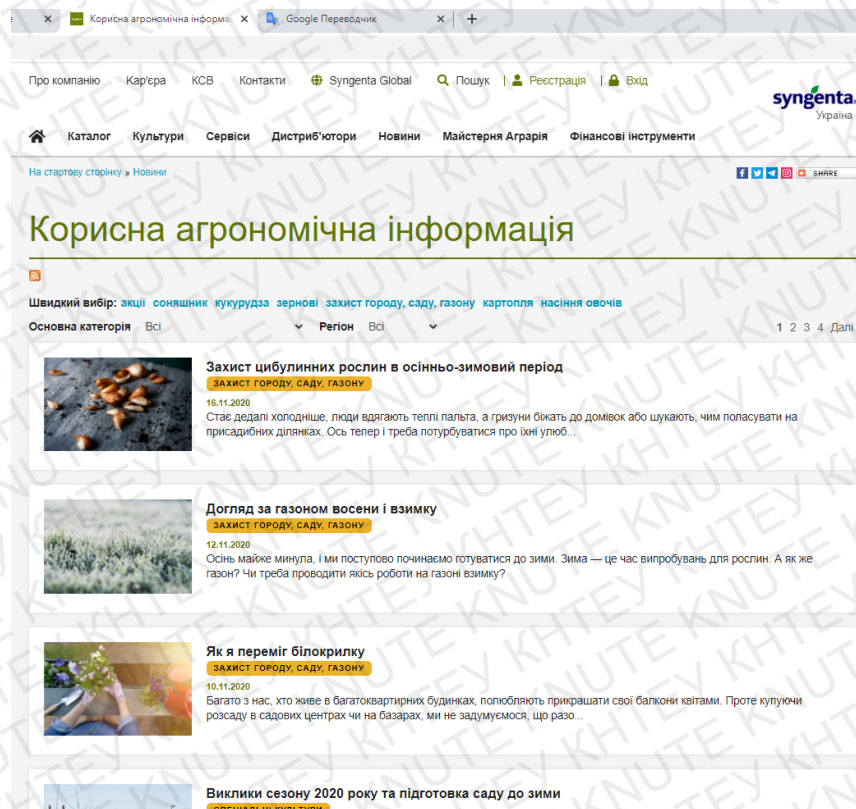 Корисна агрономічна інформа
Google Переводчик
Про компанію Кар'єра КСВ Контакти Syngenta Global Пошук | Реєстрація | Вхід
syngenta.
Україна
Каталог Культури Сервіси Дистриб'ютори Новини Майстерня Аграрія Фінансові інструменти
На стартову сторінку » Новини
SHARE
Корисна агрономічна інформація
Швидкий вибір: акції соняшник кукурудза зернові захист городу, саду, газону картопля насіння овочів
Основна категорія Всі Регіон Всі 1 2 3 4 Далі
Захист цибулинних рослин в осінньо-зимовий період
ЗАХИСТ ГОРОДУ, САДУ, ГАЗОНУ
16.11.2020
Стає дедалі холодніше, люди вдягають теплі пальта, а гризуни біжать до домівок або шукають, чим поласувати на
присадибних ділянках. Ось тепер і треба потурбуватися про їхні улюб...
Догляд за газоном восени і взимку
ЗАХИСТ ГОРОДУ, САДУ, ГАЗОНУ
12.11.2020
Осінь майже минула, і ми поступово починаємо готуватися до зими. Зима — це час випробувань для рослин. А як же
газон? Чи треба проводити якісь роботи на газоні взимку?
Як я переміг білокрилку
ЗАХИСТ ГОРОДУ, САДУ, ГАЗОНУ
10.11.2020
Багато з нас, хто живе в багатоквартирних будинках, полюбляють прикрашати свої балкони квітами. Проте купуючи
розсаду в садових центрах чи на базарах, ми не задумуємося, що разо...
Виклики сезону 2020 року та підготовка саду до зими
СПЕЦІАЛЬНІ КУЛЬТУРИ
KNUTE КНТЕУ